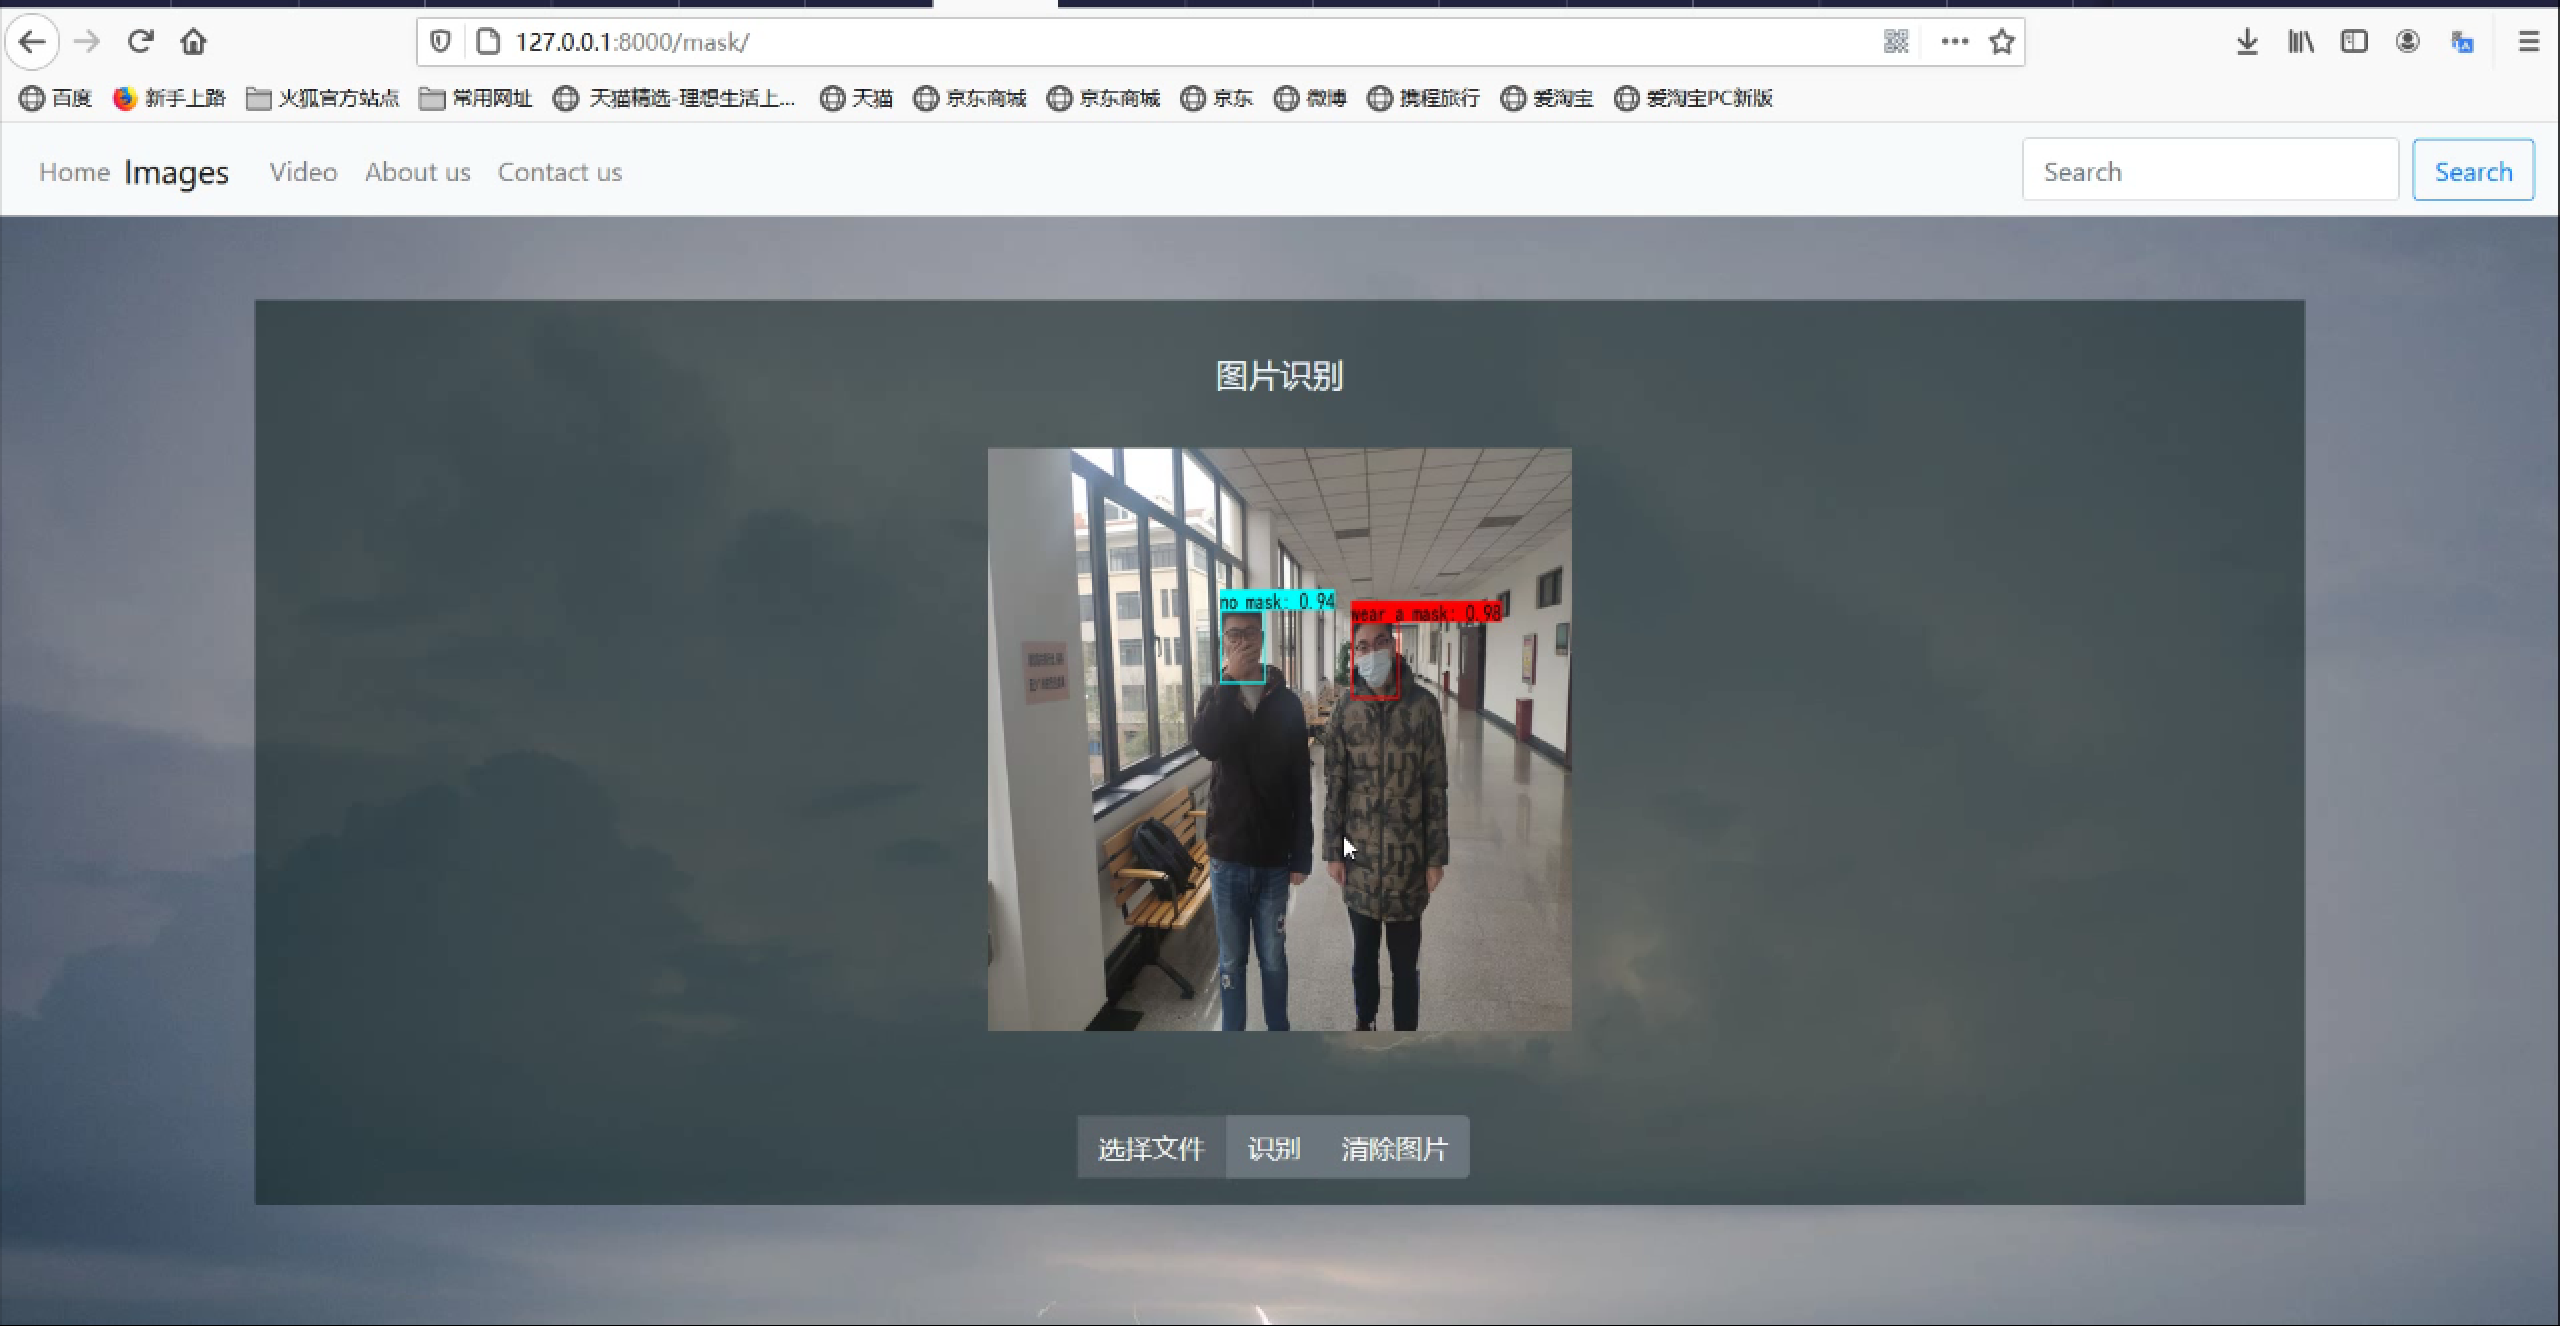 127.0.0.1:8000/mask/
百度 新手上路 火狐官方站点 常用网址 天猫精选-理想生活上... 天猫 京东商城 京东商城 京东 微博 携程旅行 爱淘宝 爱淘宝PC新版
Home Images Video About us Contact us Search Search
图片识别
no mask: 0.94
wear a mask: 0.98
选择文件 识别 清除图片